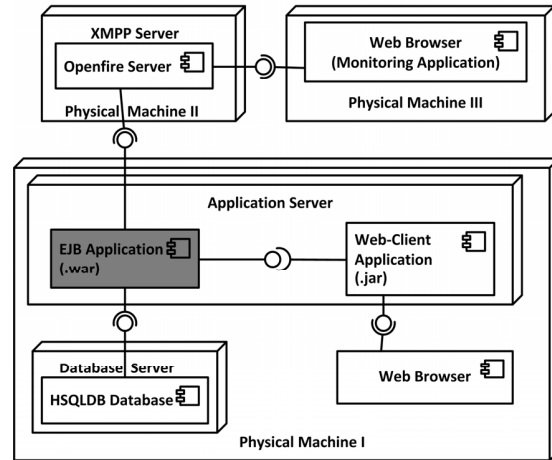 XMPP Server
Openfire Server
Physical Machine II
Web Browser
(Monitoring Application)
Physical Machine III
Application Server
EJB Application
(.war)
Web-Client
Application
(.jar)
Database Server
HSQLDB Database
Web Browser
Physical Machine I